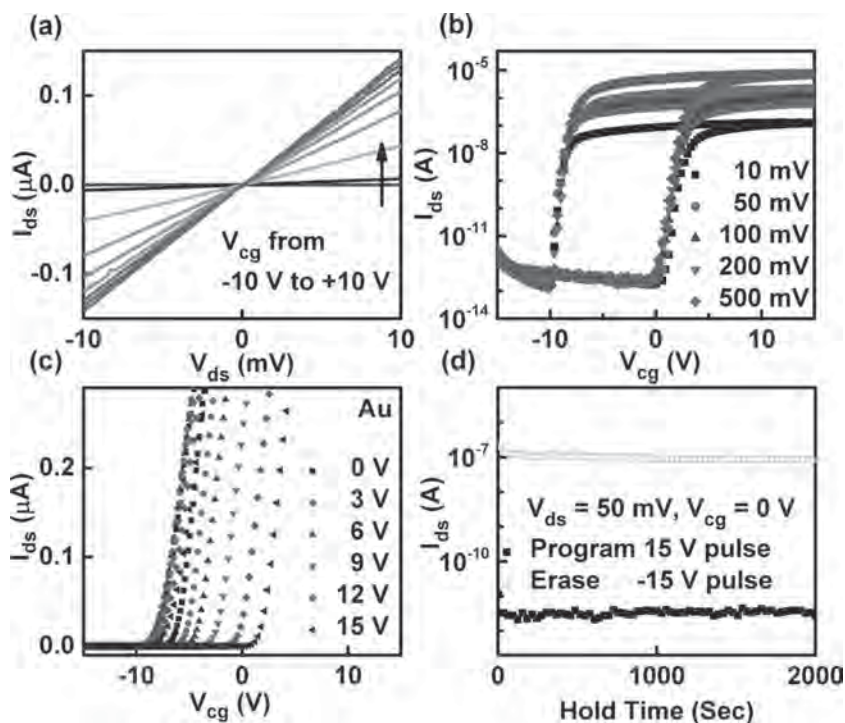 (a)
0.1
0.0
-0.1
I_ds (μA)
V_cg from
-10 V to +10 V
-10
0
10
V_ds (mV)
(b)
10^-5
10^-8
10^-11
10^-14
I_ds (A)
10 mV
50 mV
100 mV
200 mV
500 mV
-10
0
10
V_cg (V)
(c)
0.2
0.1
0.0
I_ds (μA)
Au
0 V
3 V
6 V
9 V
12 V
15 V
-10
0
10
V_cg (V)
(d)
10^-7
10^-10
I_ds (A)
V_ds = 50 mV, V_cg = 0 V
Program 15 V pulse
Erase -15 V pulse
0
1000
2000
Hold Time (Sec)